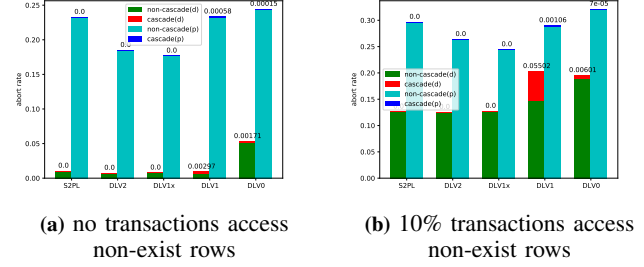 0.25
0.20
0.15
0.10
0.05
0.00
abort rate
non-cascade(d)
cascade(d)
non-cascade(p)
cascade(p)
0.0
0.0
0.0
0.00058
0.00015
0.0
0.0
0.0
0.00297
0.00171
S2PL
DLV2
DLV1x
DLV1
DLV0
(a) no transactions access
non-exist rows
0.30
0.25
0.20
0.15
0.10
0.05
0.00
abort rate
non-cascade(d)
cascade(d)
non-cascade(p)
cascade(p)
0.0
0.0
0.0
0.00106
7e-05
0.0
0.05502
0.00601
S2PL
DLV2
DLV1x
DLV1
DLV0
(b) 10% transactions access
non-exist rows